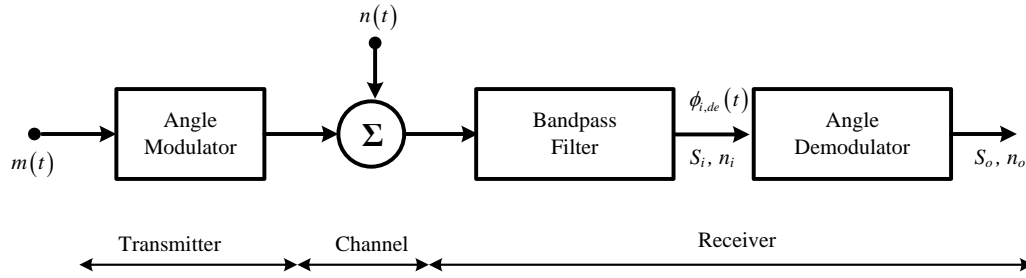 n(t)
Angle
Modulator
Σ
Bandpass
Filter
ϕ_{i,de}(t)
Angle
Demodulator
m(t)
S_i, n_i
S_o, n_o
Transmitter
Channel
Receiver